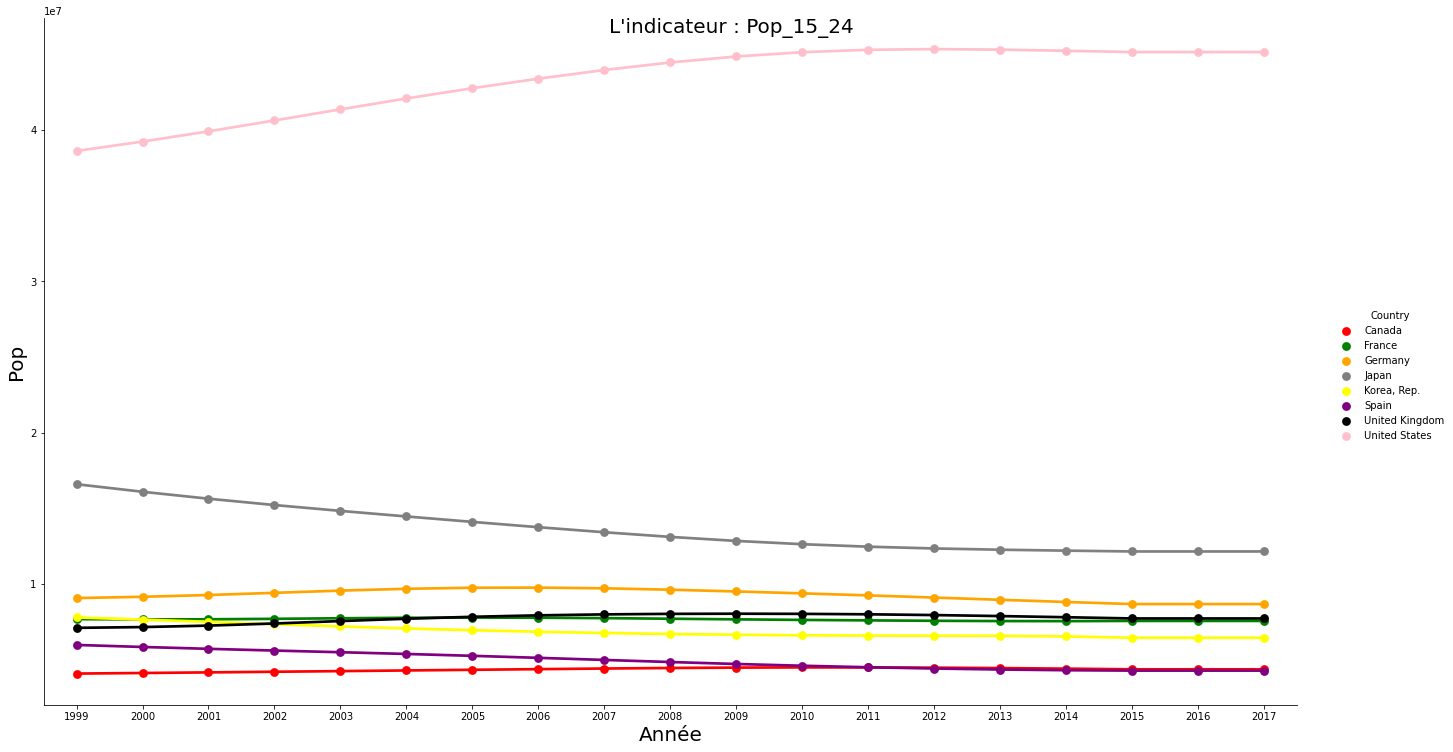 1e7
L'indicateur : Pop_15_24
4
3
2
1
Pop
1999 2000 2001 2002 2003 2004 2005 2006 2007 2008 2009 2010 2011 2012 2013 2014 2015 2016 2017
Année
Country
Canada
France
Germany
Japan
Korea, Rep.
Spain
United Kingdom
United States